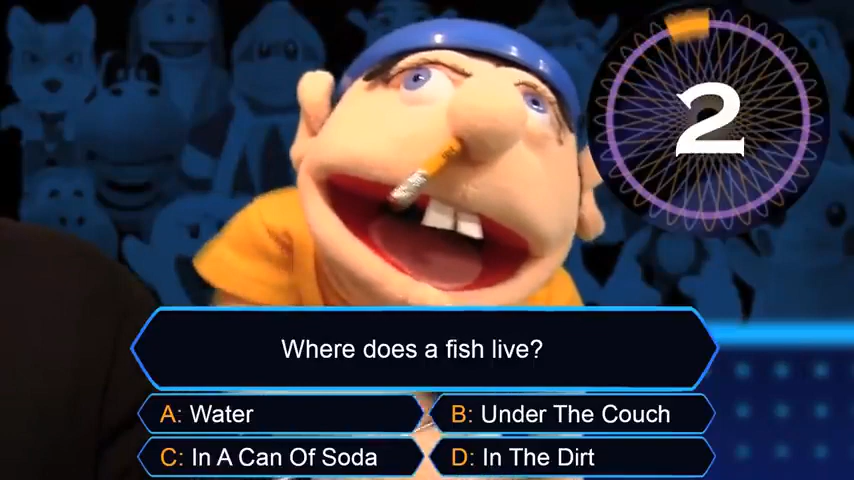 2
Where does a fish live?
A: Water
B: Under The Couch
C: In A Can Of Soda
D: In The Dirt